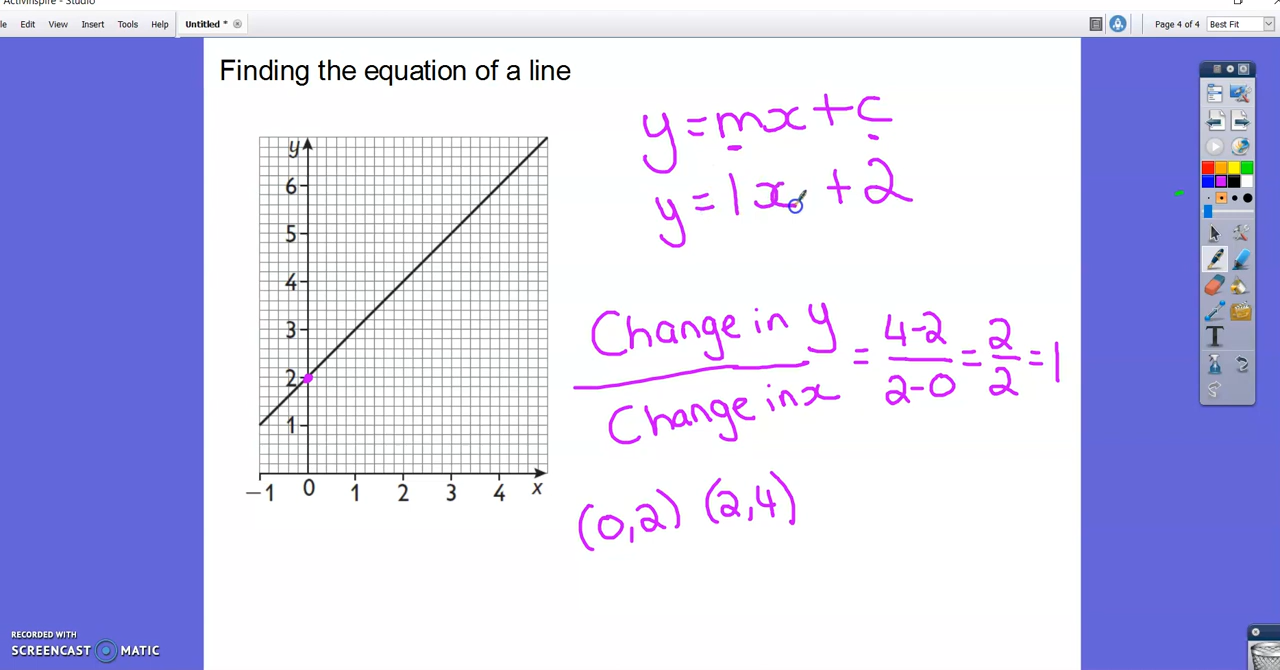 ActivInspire - Studio
Edit View Insert Tools Help Untitled *
Page 4 of 4 Best Fit
Finding the equation of a line
y = mx + c
y = 1x + 2
y
6
5
4
3
2
1
−1 0 1 2 3 4 x
Change in y / Change in x = 4-2 / 2-0 = 2/2 = 1
(0,2) (2,4)
T
RECORDED WITH
SCREENCAST MATIC